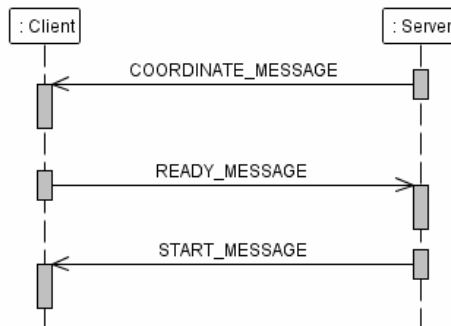 : Client
: Server
COORDINATE_MESSAGE
READY_MESSAGE
START_MESSAGE